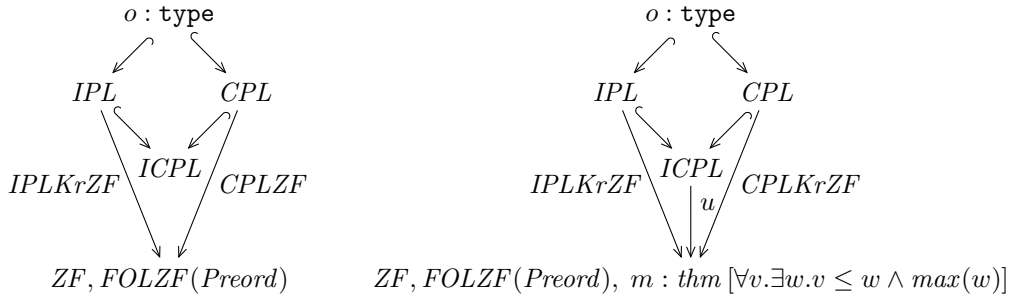 o : type o : type
IPL CPL IPL CPL
ICPL ICPL
IPLKrZF CPLZF IPLKrZF u CPLKrZF
ZF, FOLZF(Preord) ZF, FOLZF(Preord), m : thm [∀v.∃w.v ≤ w ∧ max(w)]